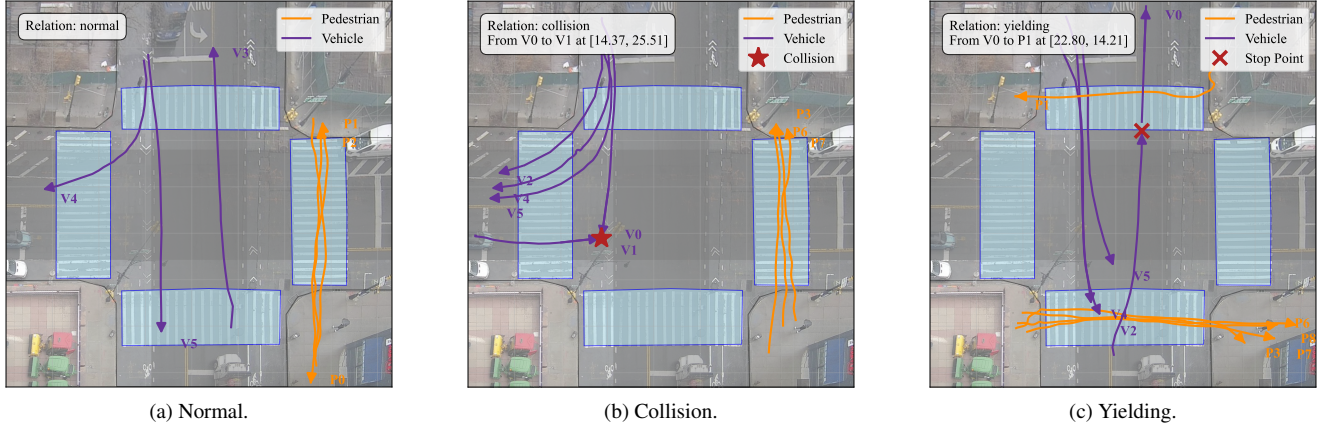 Relation: normal
Pedestrian
Vehicle
V3
P1
V4
V5
P0
(a) Normal.
Relation: collision
From V0 to V1 at [14.37, 25.51]
Pedestrian
Vehicle
Collision
P3
P6
V2
V4
V5
V0
V1
(b) Collision.
Relation: yielding
From V0 to P1 at [22.80, 14.21]
Pedestrian
Vehicle
Stop Point
V0
P1
V5
V2
P6
P3
P7
(c) Yielding.